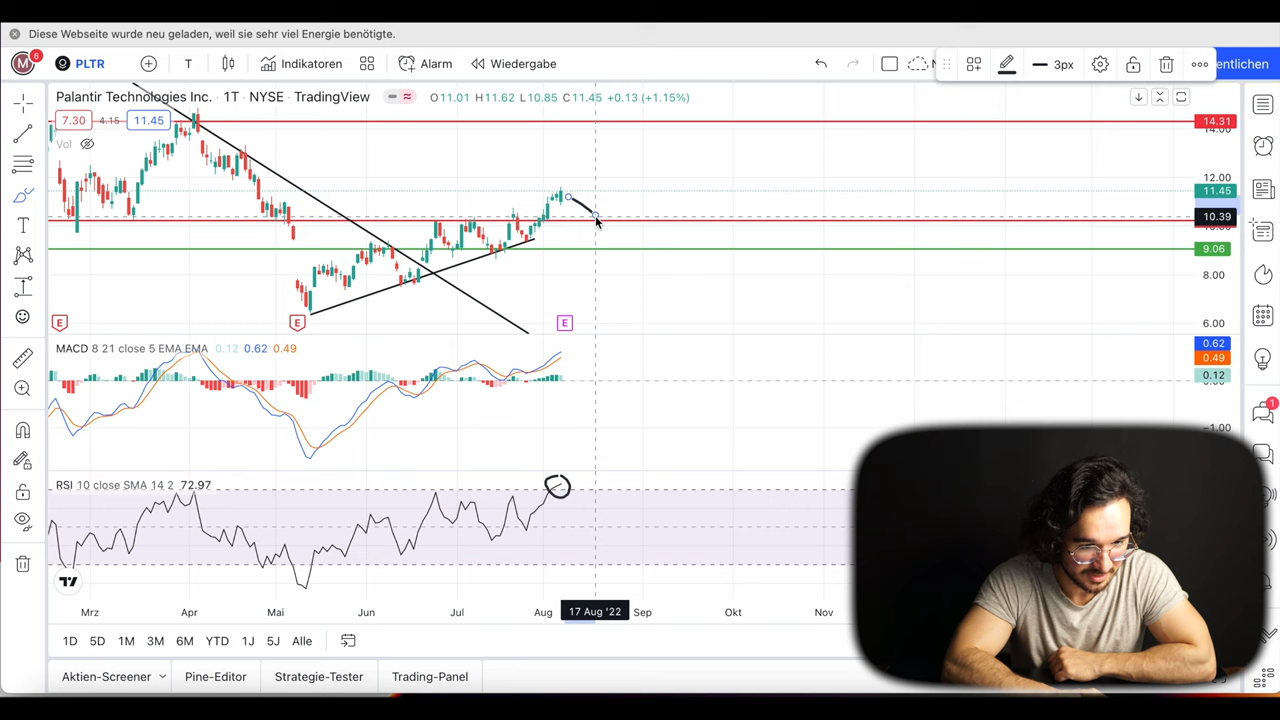 Diese Webseite wurde neu geladen, weil sie sehr viel Energie benötigte.
M 6 PLTR T Indikatoren Alarm Wiedergabe 3px entlichen
Palantir Technologies Inc. · 1T · NYSE · TradingView O11.01 H11.62 L10.85 C11.45 +0.13 (+1.15%)
7.30 4.15 11.45
Vol
14.31
14.00
12.00
11.45
10.39
9.06
8.00
6.00
E E E
MACD 8 21 close 5 EMA EMA 0.12 0.62 0.49
0.62
0.49
0.12
−1.00
1
RSI 10 close SMA 14 2 72.97
Mrz Apr Mai Jun Jul Aug 17 Aug '22 Sep Okt Nov
1D 5D 1M 3M 6M YTD 1J 5J Alle
Aktien-Screener Pine-Editor Strategie-Tester Trading-Panel